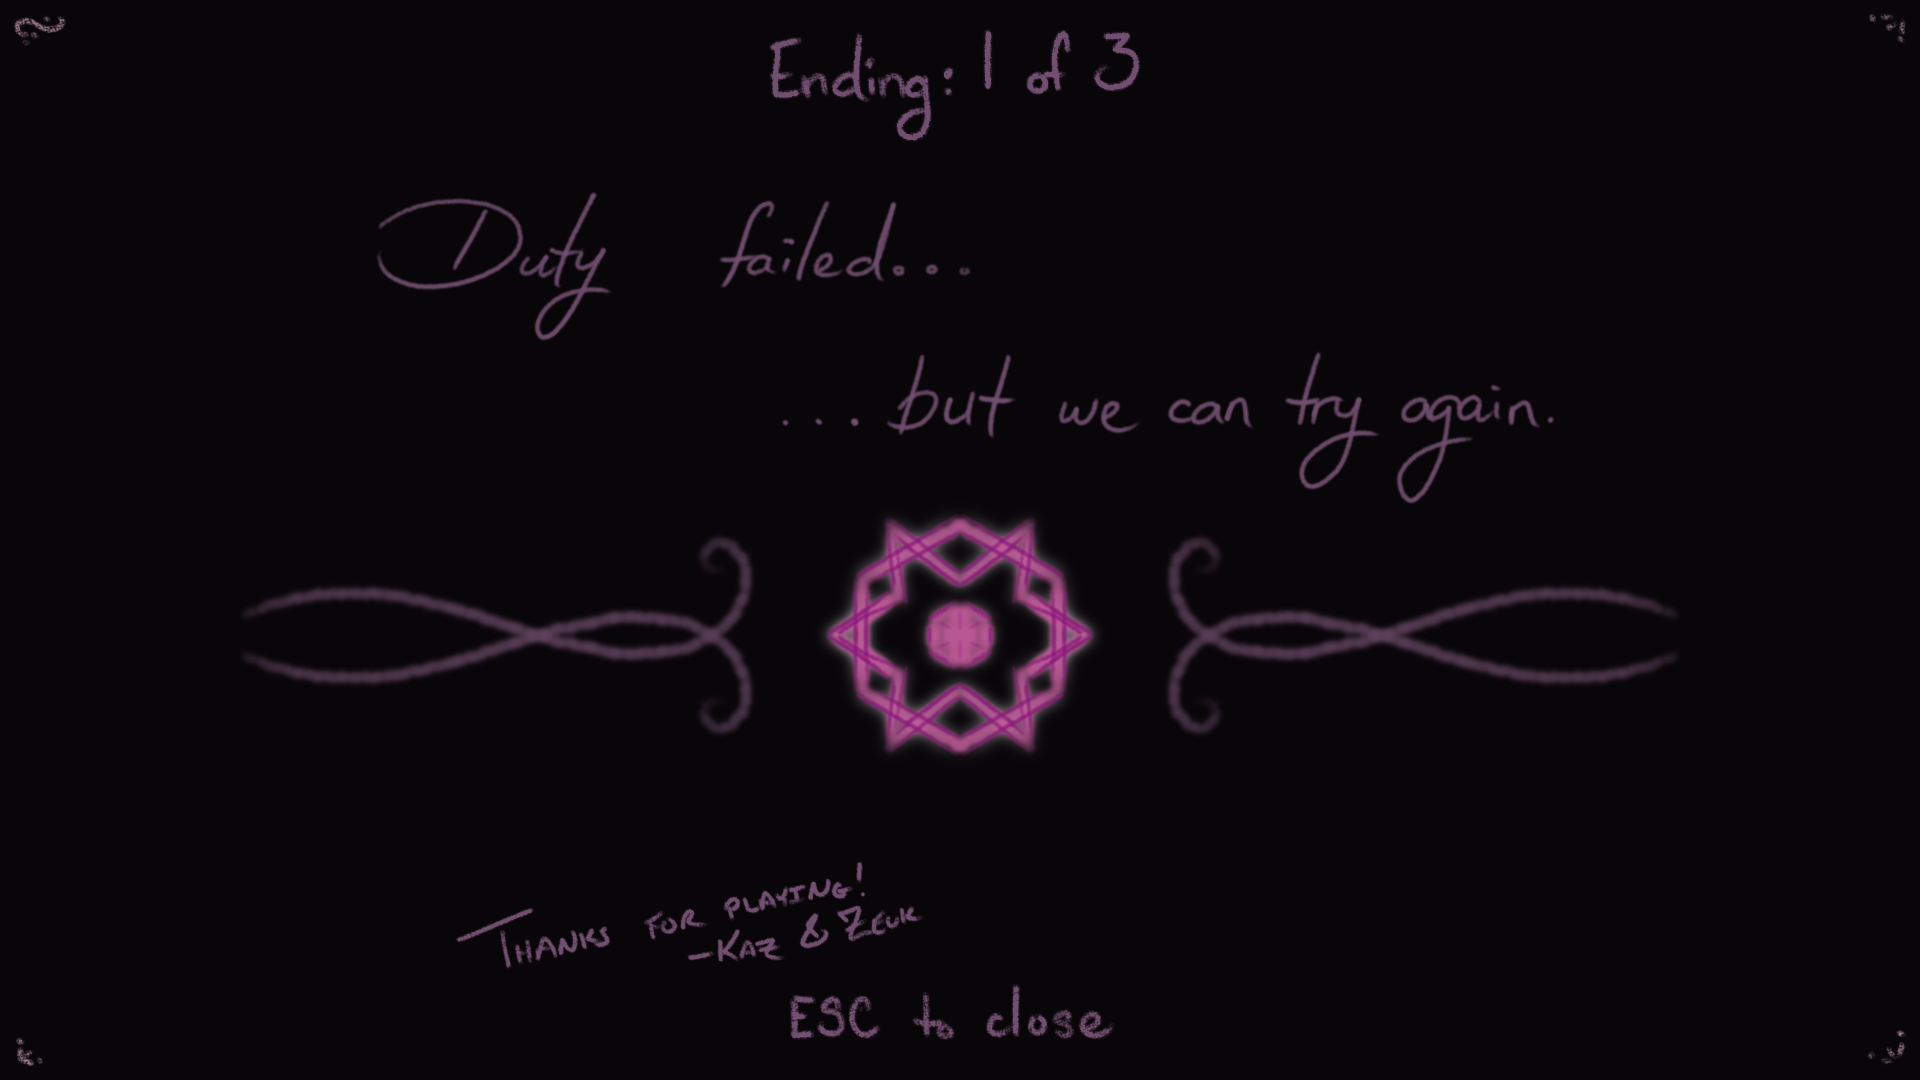 Ending: 1 of 3
Duty failed...
...but we can try again.
THANKS FOR PLAYING!
-KAZ & ZEUK
ESC to close